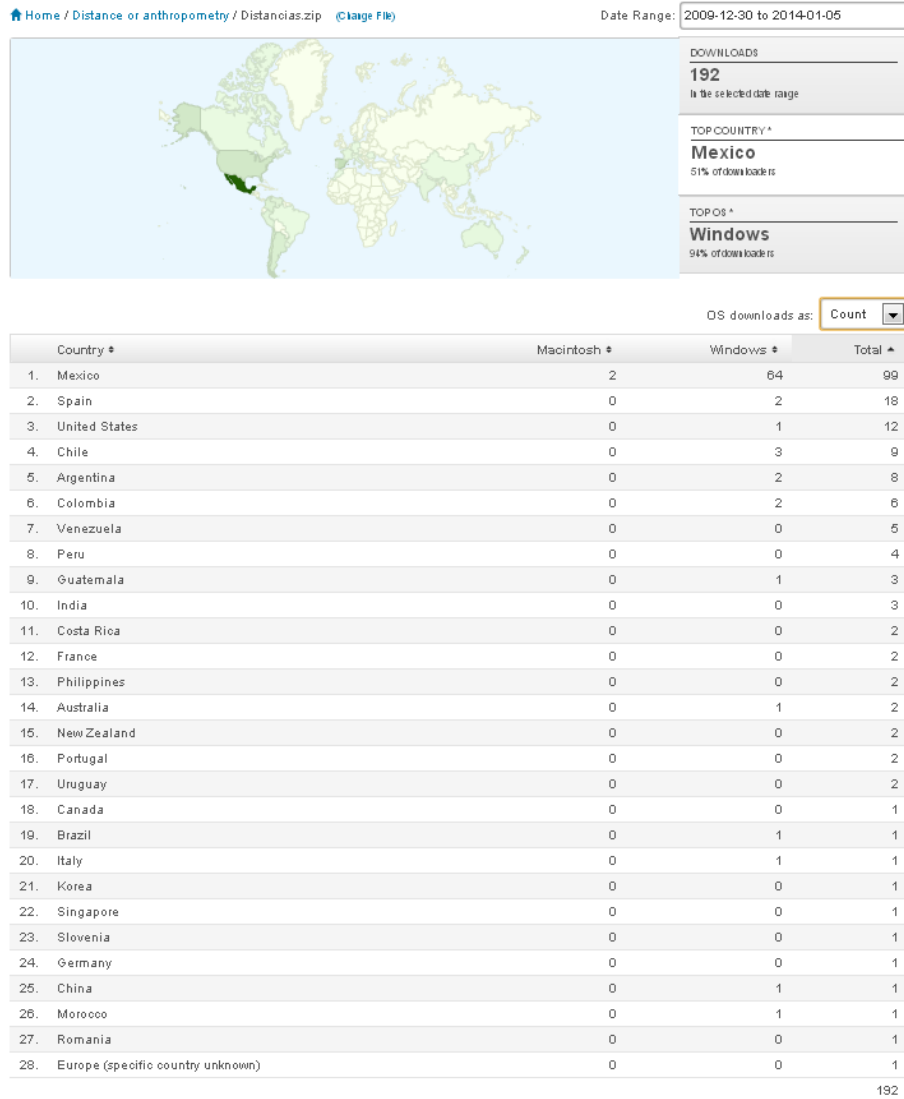 Home / Distance or anthropometry / Distancias.zip (Change File) Date Range: 2009-12-30 to 2014-01-05
DOWNLOADS
192
In the selected date range
TOP COUNTRY*
Mexico
51% of downloaders
TOP OS*
Windows
94% of downloaders
OS downloads as: Count
Country Macintosh Windows Total
1. Mexico 2 64 99
2. Spain 0 2 18
3. United States 0 1 12
4. Chile 0 3 9
5. Argentina 0 2 8
6. Colombia 0 2 6
7. Venezuela 0 0 5
8. Peru 0 0 4
9. Guatemala 0 1 3
10. India 0 0 3
11. Costa Rica 0 0 2
12. France 0 0 2
13. Philippines 0 0 2
14. Australia 0 1 2
15. New Zealand 0 0 2
16. Portugal 0 0 2
17. Uruguay 0 0 2
18. Canada 0 0 1
19. Brazil 0 1 1
20. Italy 0 1 1
21. Korea 0 0 1
22. Singapore 0 0 1
23. Slovenia 0 0 1
24. Germany 0 0 1
25. China 0 1 1
26. Morocco 0 1 1
27. Romania 0 0 1
28. Europe (specific country unknown) 0 0 1
192